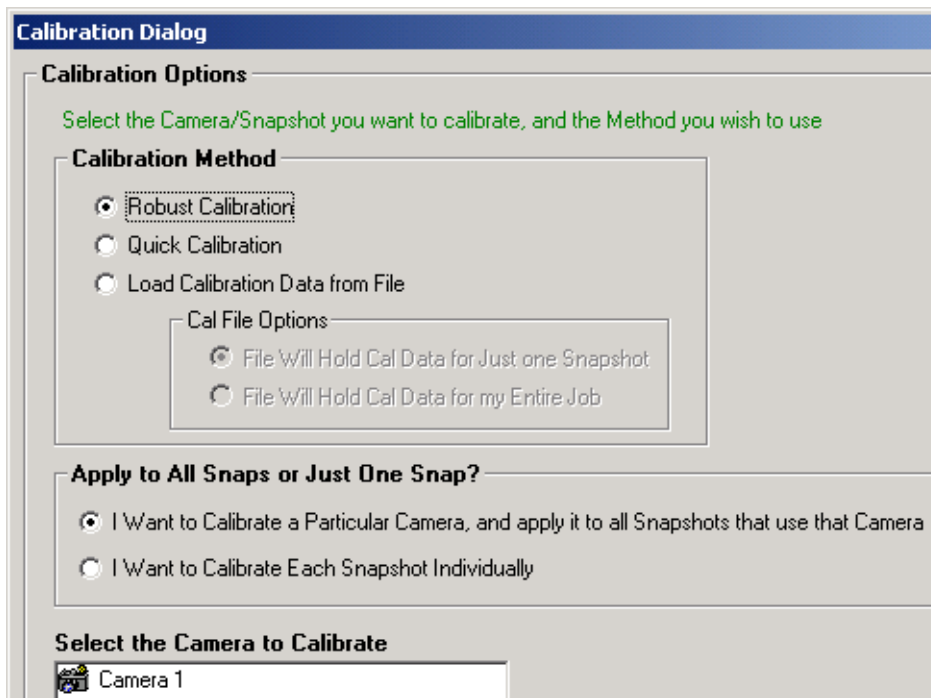 Calibration Dialog
Calibration Options
Select the Camera/Snapshot you want to calibrate, and the Method you wish to use
Calibration Method
Robust Calibration
Quick Calibration
Load Calibration Data from File
Cal File Options
File Will Hold Cal Data for Just one Snapshot
File Will Hold Cal Data for my Entire Job
Apply to All Snaps or Just One Snap?
I Want to Calibrate a Particular Camera, and apply it to all Snapshots that use that Camera
I Want to Calibrate Each Snapshot Individually
Select the Camera to Calibrate
Camera 1